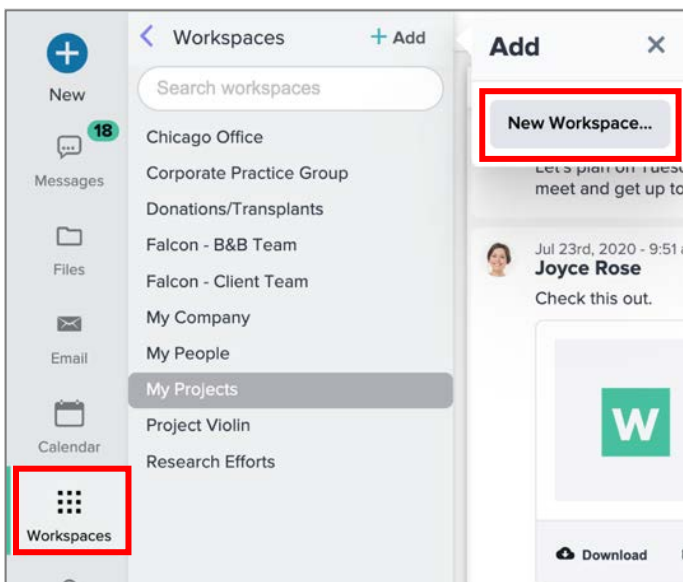 New
18
Messages
Files
Email
Calendar
Workspaces
Workspaces
+ Add
Search workspaces
Chicago Office
Corporate Practice Group
Donations/Transplants
Falcon - B&B Team
Falcon - Client Team
My Company
My People
My Projects
Project Violin
Research Efforts
Add
New Workspace...
meet and get up to
Jul 23rd, 2020 - 9:51
Joyce Rose
Check this out.
W
Download